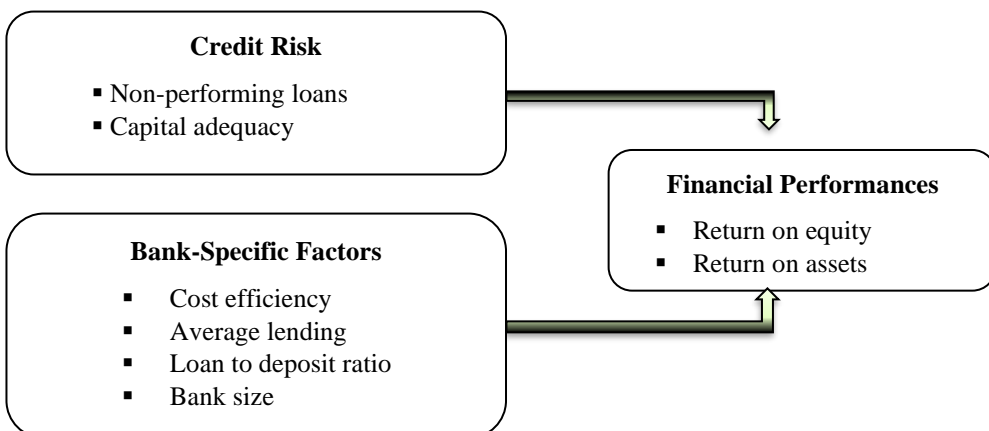 Credit Risk
▪ Non-performing loans
▪ Capital adequacy
Financial Performances
▪ Return on equity
▪ Return on assets
Bank-Specific Factors
▪ Cost efficiency
▪ Average lending
▪ Loan to deposit ratio
▪ Bank size